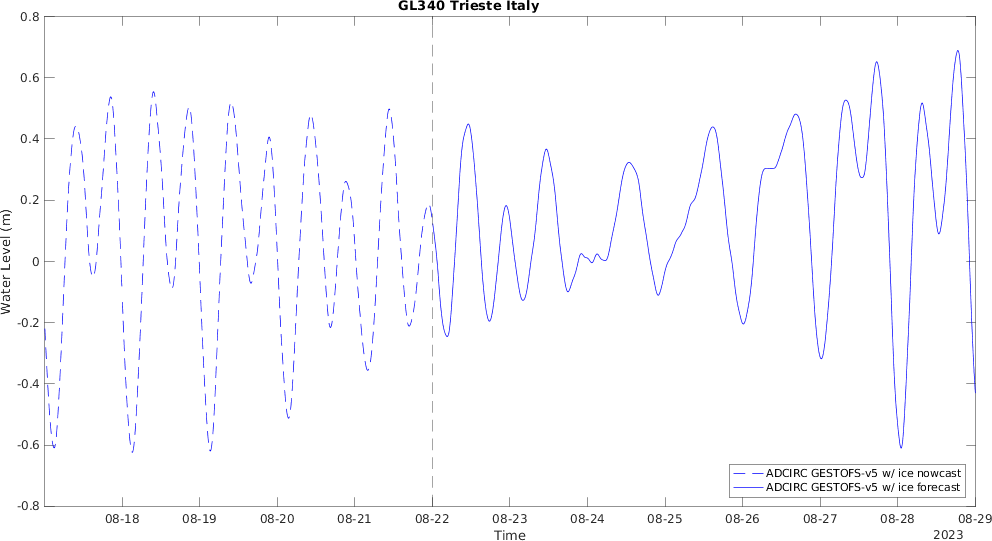 GL340 Trieste Italy
Water Level (m)
0.8
0.6
0.4
0.2
0
-0.2
-0.4
-0.6
-0.8
ADCIRC GESTOFS-v5 w/ ice nowcast
ADCIRC GESTOFS-v5 w/ ice forecast
08-18 08-19 08-20 08-21 08-22 08-23 08-24 08-25 08-26 08-27 08-28 08-29
Time
2023